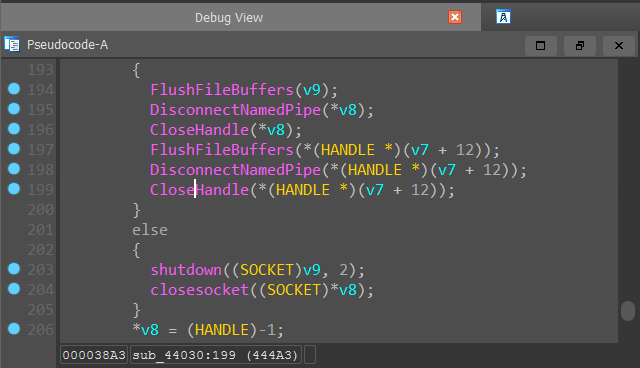 Debug View
Pseudocode-A
193 {
194 FlushFileBuffers(v9);
195 DisconnectNamedPipe(*v8);
196 CloseHandle(*v8);
197 FlushFileBuffers(*(HANDLE *)(v7 + 12));
198 DisconnectNamedPipe(*(HANDLE *)(v7 + 12));
199 CloseHandle(*(HANDLE *)(v7 + 12));
200 }
201 else
202 {
203 shutdown((SOCKET)v9, 2);
204 closesocket((SOCKET)*v8);
205 }
206 *v8 = (HANDLE)-1;
000038A3 sub_44030:199 (444A3)